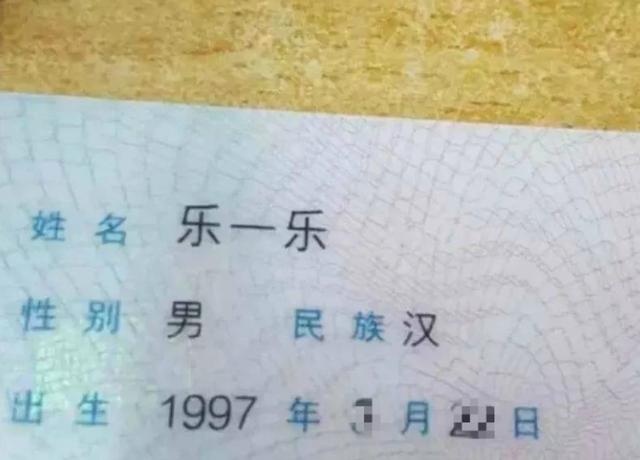 姓名 乐一乐
性别 男 民族 汉
出生 1997 年 月 日